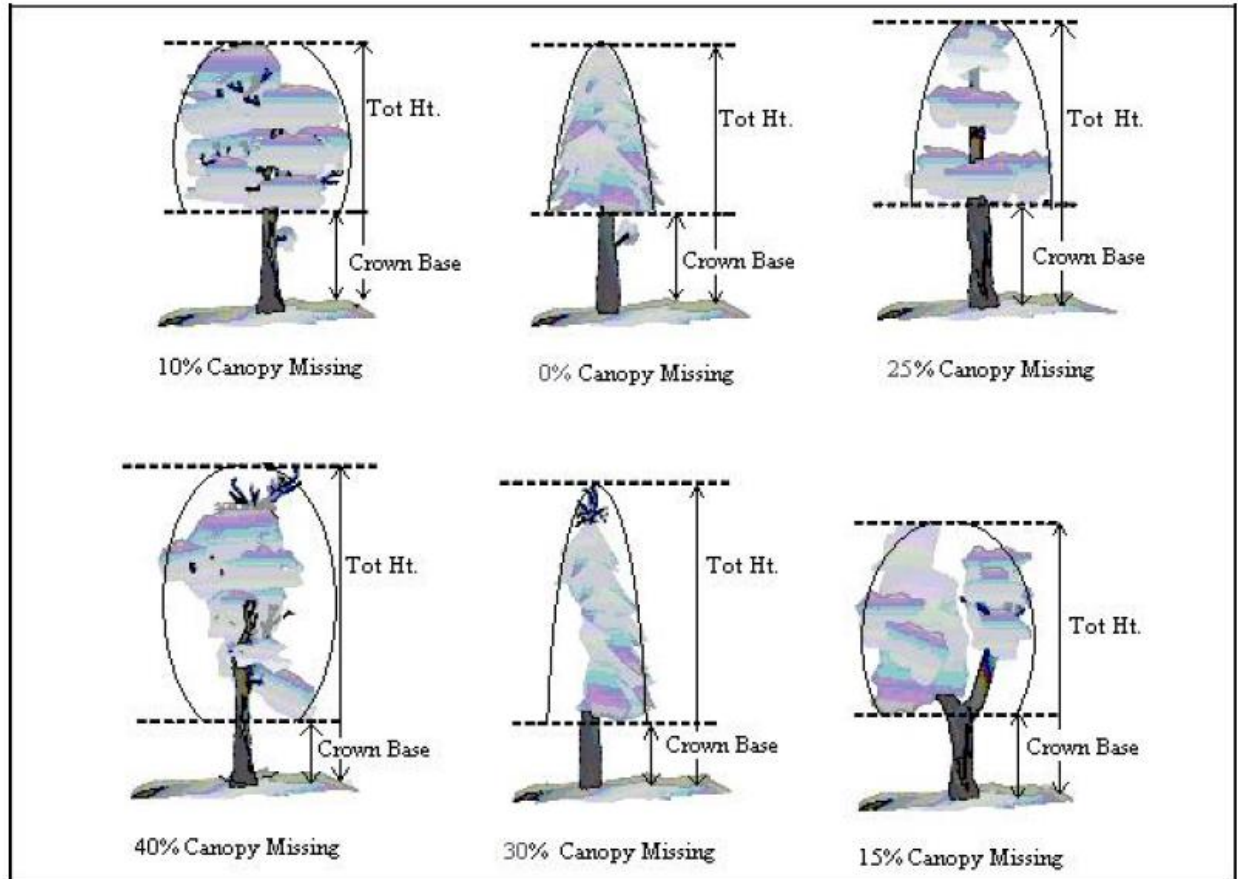 Tot Ht.
Crown Base
10% Canopy Missing
Tot Ht.
Crown Base
0% Canopy Missing
Tot Ht.
Crown Base
25% Canopy Missing
Tot Ht.
Crown Base
40% Canopy Missing
Tot Ht.
Crown Base
30% Canopy Missing
Tot Ht.
Crown Base
15% Canopy Missing